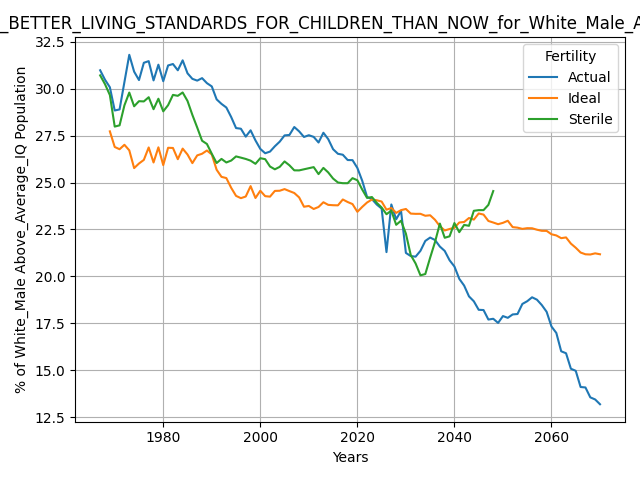 _BETTER_LIVING_STANDARDS_FOR_CHILDREN_THAN_NOW_for_White_Male_A
Fertility
Actual
Ideal
Sterile
% of White_Male Above_Average_IQ Population
32.5
30.0
27.5
25.0
22.5
20.0
17.5
15.0
12.5
1980
2000
2020
2040
2060
Years